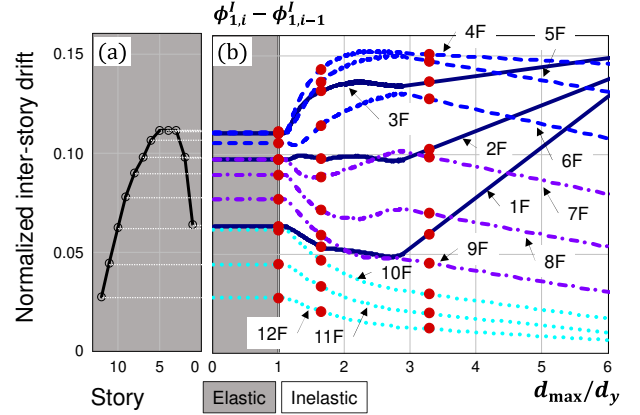 ϕ^I_{1,i} − ϕ^I_{1,i−1}
(a)
(b)
0.15
0.10
0.05
0
Normalized inter-story drift
4F
5F
3F
2F
6F
1F
7F
8F
9F
10F
12F
11F
10 5 0
0 1 2 3 4 5 6
Story
Elastic
Inelastic
d_max/d_y